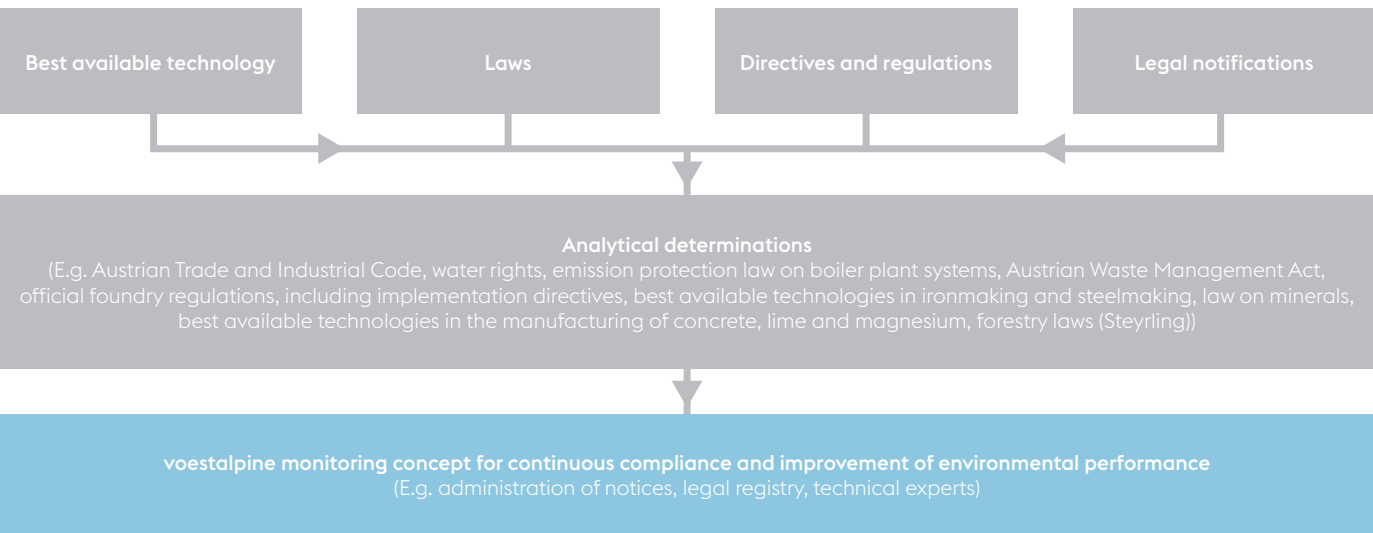 Best available technology
Laws
Directives and regulations
Legal notifications
Analytical determinations
(E.g. Austrian Trade and Industrial Code, water rights, emission protection law on boiler plant systems, Austrian Waste Management Act,
official foundry regulations, including implementation directives, best available technologies in ironmaking and steelmaking, law on minerals,
best available technologies in the manufacturing of concrete, lime and magnesium, forestry laws (Steyrling))
voestalpine monitoring concept for continuous compliance and improvement of environmental performance
(E.g. administration of notices, legal registry, technical experts)